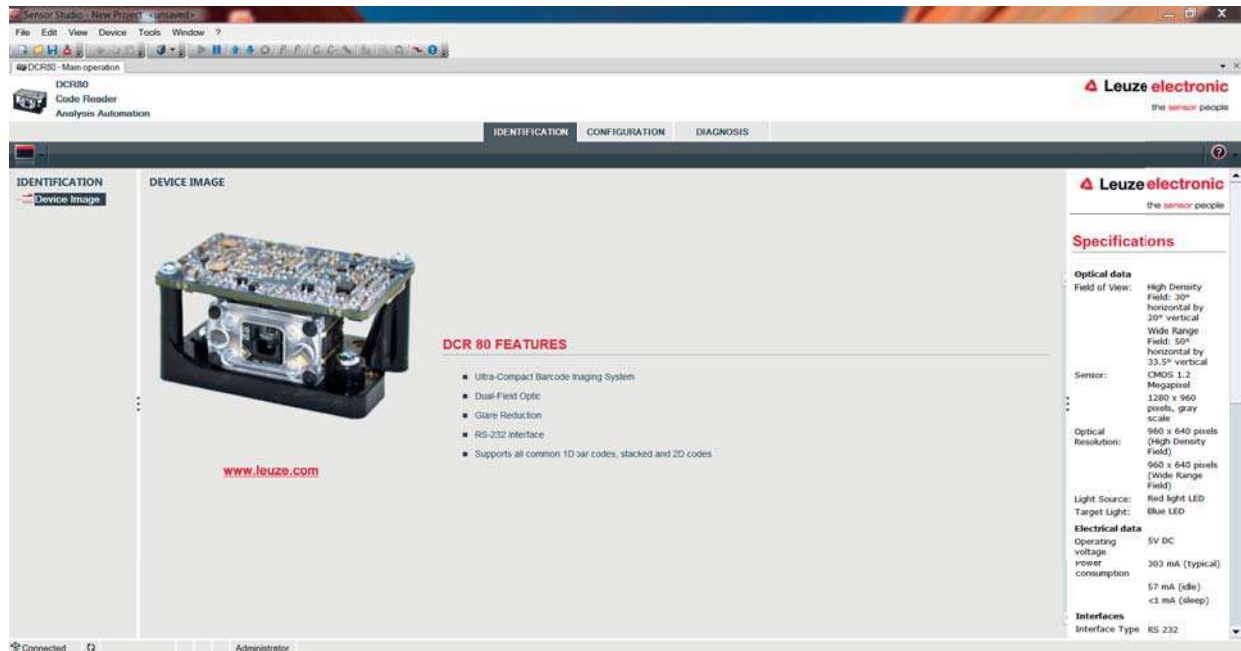 Sensor Studio - New Project <unsaved>
File Edit View Device Tools Window ?
DCR80 - Main operation
DCR80
Code Reader
Analysis Automation
Leuze electronic
the sensor people
IDENTIFICATION CONFIGURATION DIAGNOSIS
IDENTIFICATION
Device Image
DEVICE IMAGE
www.leuze.com
DCR 80 FEATURES
Ultra-Compact Barcode Imaging System
Dual-Field Optic
Glare Reduction
RS-232 interface
Supports all common 1D bar codes, stacked and 2D codes
Leuze electronic
the sensor people
Specifications
Optical data
Field of View: High Density
Field: 30°
horizontal by
20° vertical
Wide Range
Field: 50°
horizontal by
33.5° vertical
Sensor: CMOS 1.2
Megapixel
1280 x 960
pixels, gray
scale
Optical 960 x 640 pixels
Resolution: (High Density
Field)
960 x 640 pixels
(Wide Range
Field)
Light Source: Red light LED
Target Light: Blue LED
Electrical data
Operating 5V DC
voltage
Power 303 mA (typical)
consumption
57 mA (idle)
<1 mA (sleep)
Interfaces
Interface Type RS 232
Connected Administrator